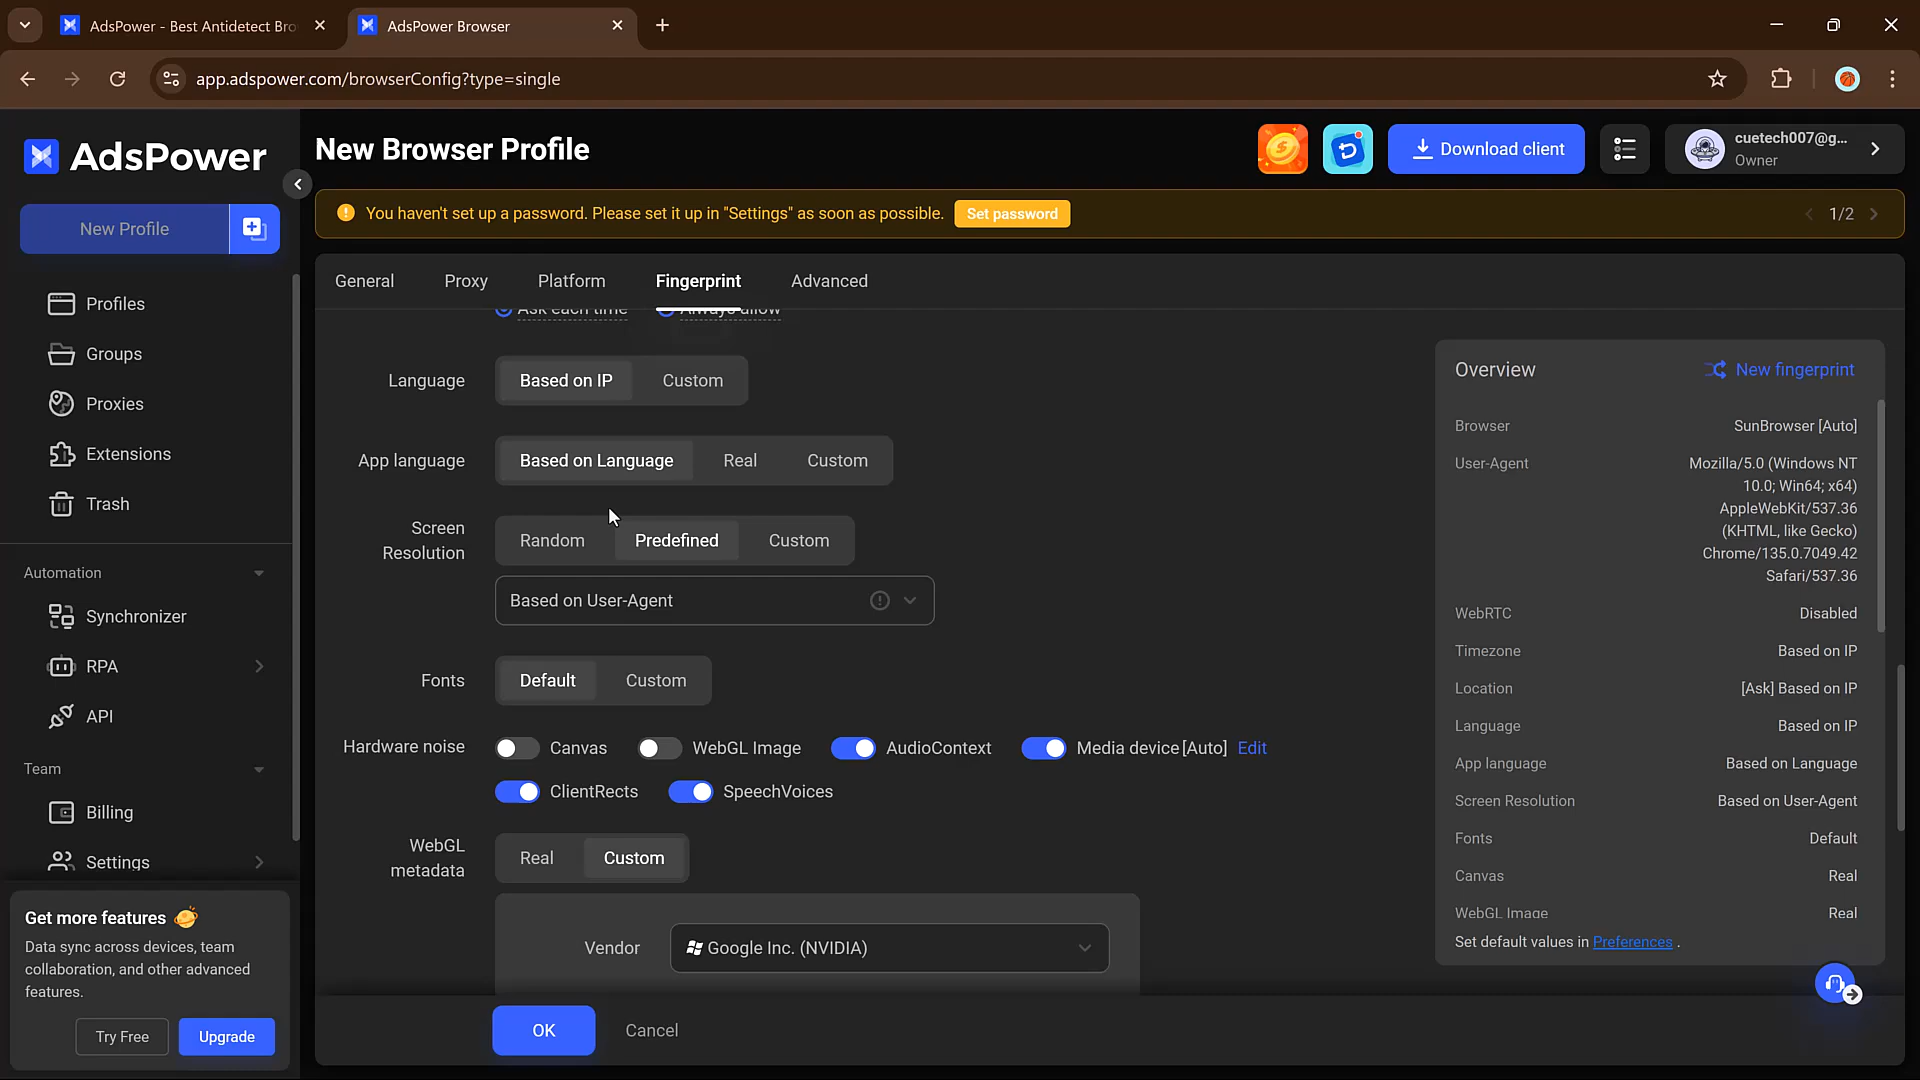 AdsPower - Best Antidetect Bro
AdsPower Browser
app.adspower.com/browserConfig?type=single
AdsPower
New Browser Profile
Download client
cuetech007@g...
Owner
You haven't set up a password. Please set it up in "Settings" as soon as possible.
Set password
1/2
New Profile
Profiles
Groups
Proxies
Extensions
Trash
Automation
Synchronizer
RPA
API
Team
Billing
Settings
Get more features
Data sync across devices, team
collaboration, and other advanced
features.
Try Free
Upgrade
General
Proxy
Platform
Fingerprint
Advanced
Ask each time
Always allow
Language
Based on IP
Custom
App language
Based on Language
Real
Custom
Screen
Resolution
Random
Predefined
Custom
Based on User-Agent
Fonts
Default
Custom
Hardware noise
Canvas
WebGL Image
AudioContext
Media device [Auto]
Edit
ClientRects
SpeechVoices
WebGL
metadata
Real
Custom
Vendor
Google Inc. (NVIDIA)
OK
Cancel
Overview
New fingerprint
Browser
SunBrowser [Auto]
User-Agent
Mozilla/5.0 (Windows NT
10.0; Win64; x64)
AppleWebKit/537.36
(KHTML, like Gecko)
Chrome/135.0.7049.42
Safari/537.36
WebRTC
Disabled
Timezone
Based on IP
Location
[Ask] Based on IP
Language
Based on IP
App language
Based on Language
Screen Resolution
Based on User-Agent
Fonts
Default
Canvas
Real
WebGL Image
Real
Set default values in Preferences .